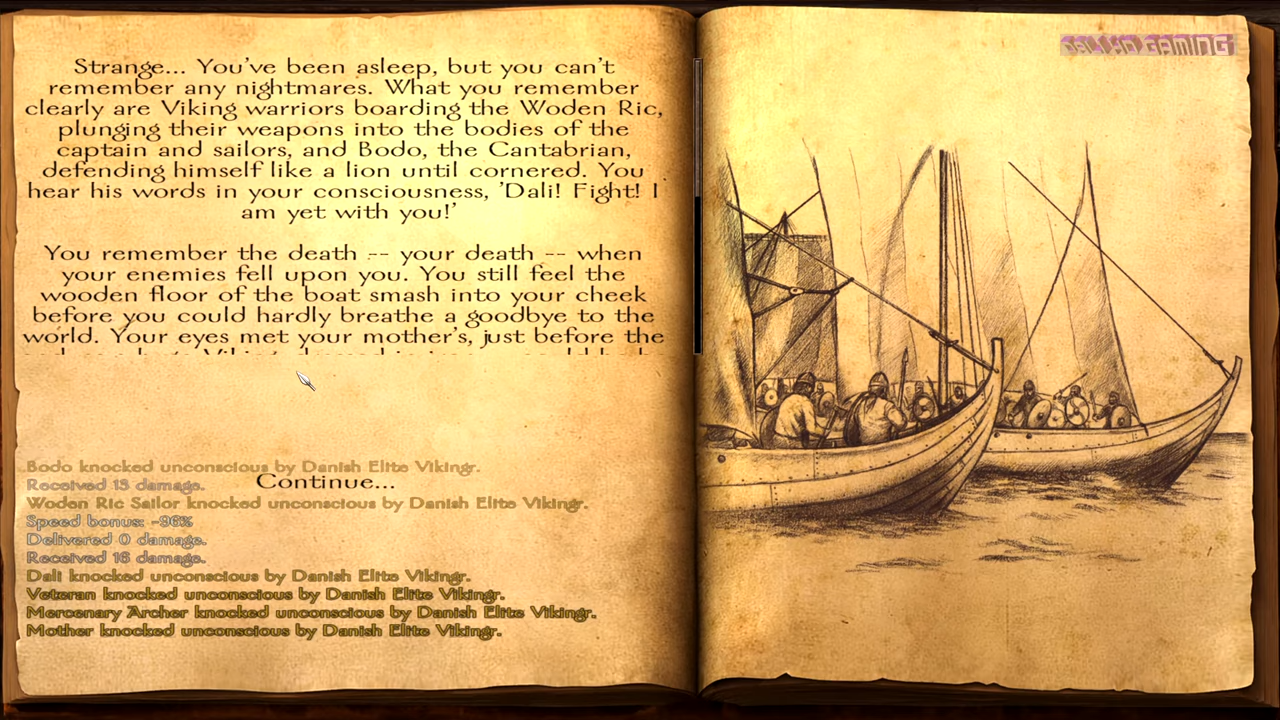 Strange... You've been asleep, but you can't
remember any nightmares. What you remember
clearly are Viking warriors boarding the Woden Ric,
plunging their weapons into the bodies of the
captain and sailors, and Bodo, the Cantabrian,
defending himself like a lion until cornered. You
hear his words in your consciousness, 'Dali! Fight! I
am yet with you!'
You remember the death -- your death -- when
your enemies fell upon you. You still feel the
wooden floor of the boat smash into your cheek
before you could hardly breathe a goodbye to the
world. Your eyes met your mother's, just before the
Bodo knocked unconscious by Danish Elite Vikingr.
Continue...
Received 13 damage.
Woden Ric Sailor knocked unconscious by Danish Elite Vikingr.
Speed bonus: -96%
Delivered 0 damage.
Received 16 damage.
Dali knocked unconscious by Danish Elite Vikingr.
Veteran knocked unconscious by Danish Elite Vikingr.
Mercenary Archer knocked unconscious by Danish Elite Vikingr.
Mother knocked unconscious by Danish Elite Vikingr.
GAMING